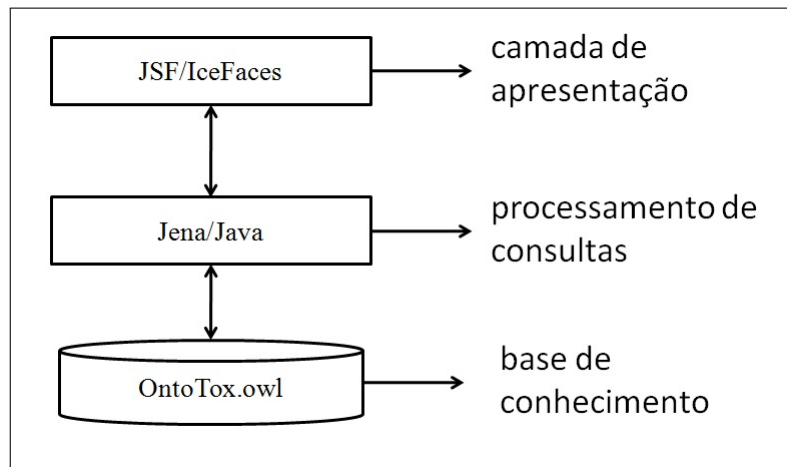 JSF/IceFaces
camada de
apresentação
Jena/Java
processamento de
consultas
OntoTox.owl
base de
conhecimento